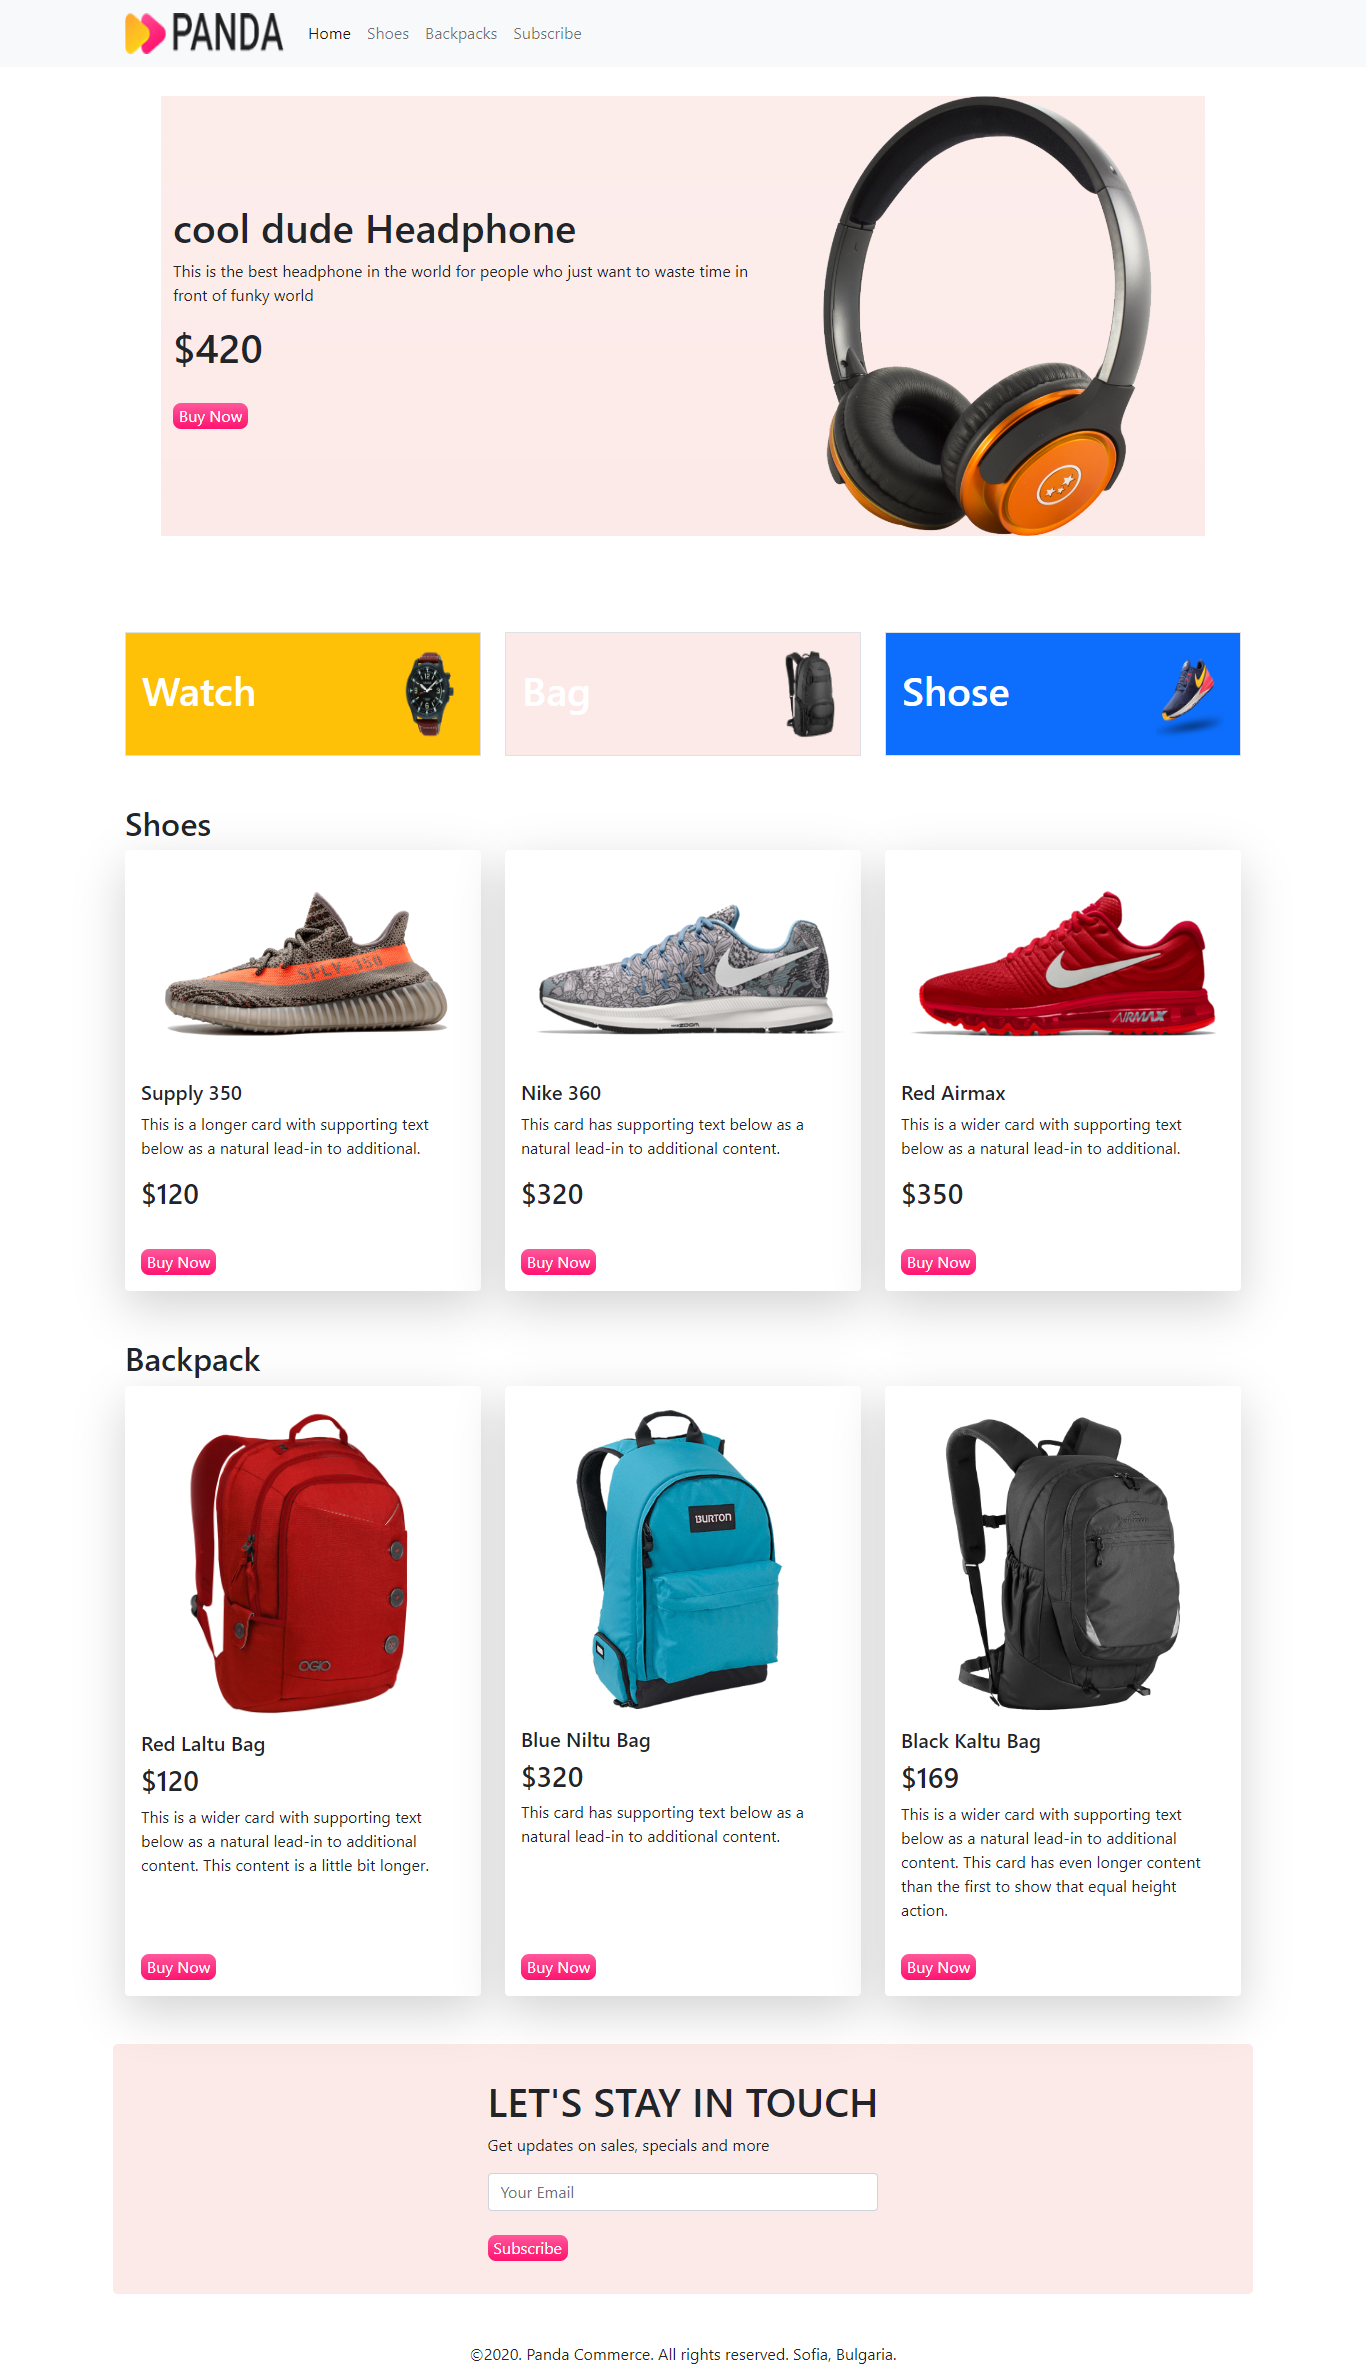 PANDA Home Shoes Backpacks Subscribe
cool dude Headphone
This is the best headphone in the world for people who just want to waste time in
front of funky world
$420
Buy Now
Watch
Bag
Shose
Shoes
SPLY 350
ZOOM
AIRMAX
Supply 350
This is a longer card with supporting text
below as a natural lead-in to additional.
$120
Buy Now
Nike 360
This card has supporting text below as a
natural lead-in to additional content.
$320
Buy Now
Red Airmax
This is a wider card with supporting text
below as a natural lead-in to additional.
$350
Buy Now
Backpack
OGIO
BURTON
Red Laltu Bag
$120
This is a wider card with supporting text
below as a natural lead-in to additional
content. This content is a little bit longer.
Buy Now
Blue Niltu Bag
$320
This card has supporting text below as a
natural lead-in to additional content.
Buy Now
Black Kaltu Bag
$169
This is a wider card with supporting text
below as a natural lead-in to additional
content. This card has even longer content
than the first to show that equal height
action.
Buy Now
LET'S STAY IN TOUCH
Get updates on sales, specials and more
Your Email
Subscribe
©2020. Panda Commerce. All rights reserved. Sofia, Bulgaria.